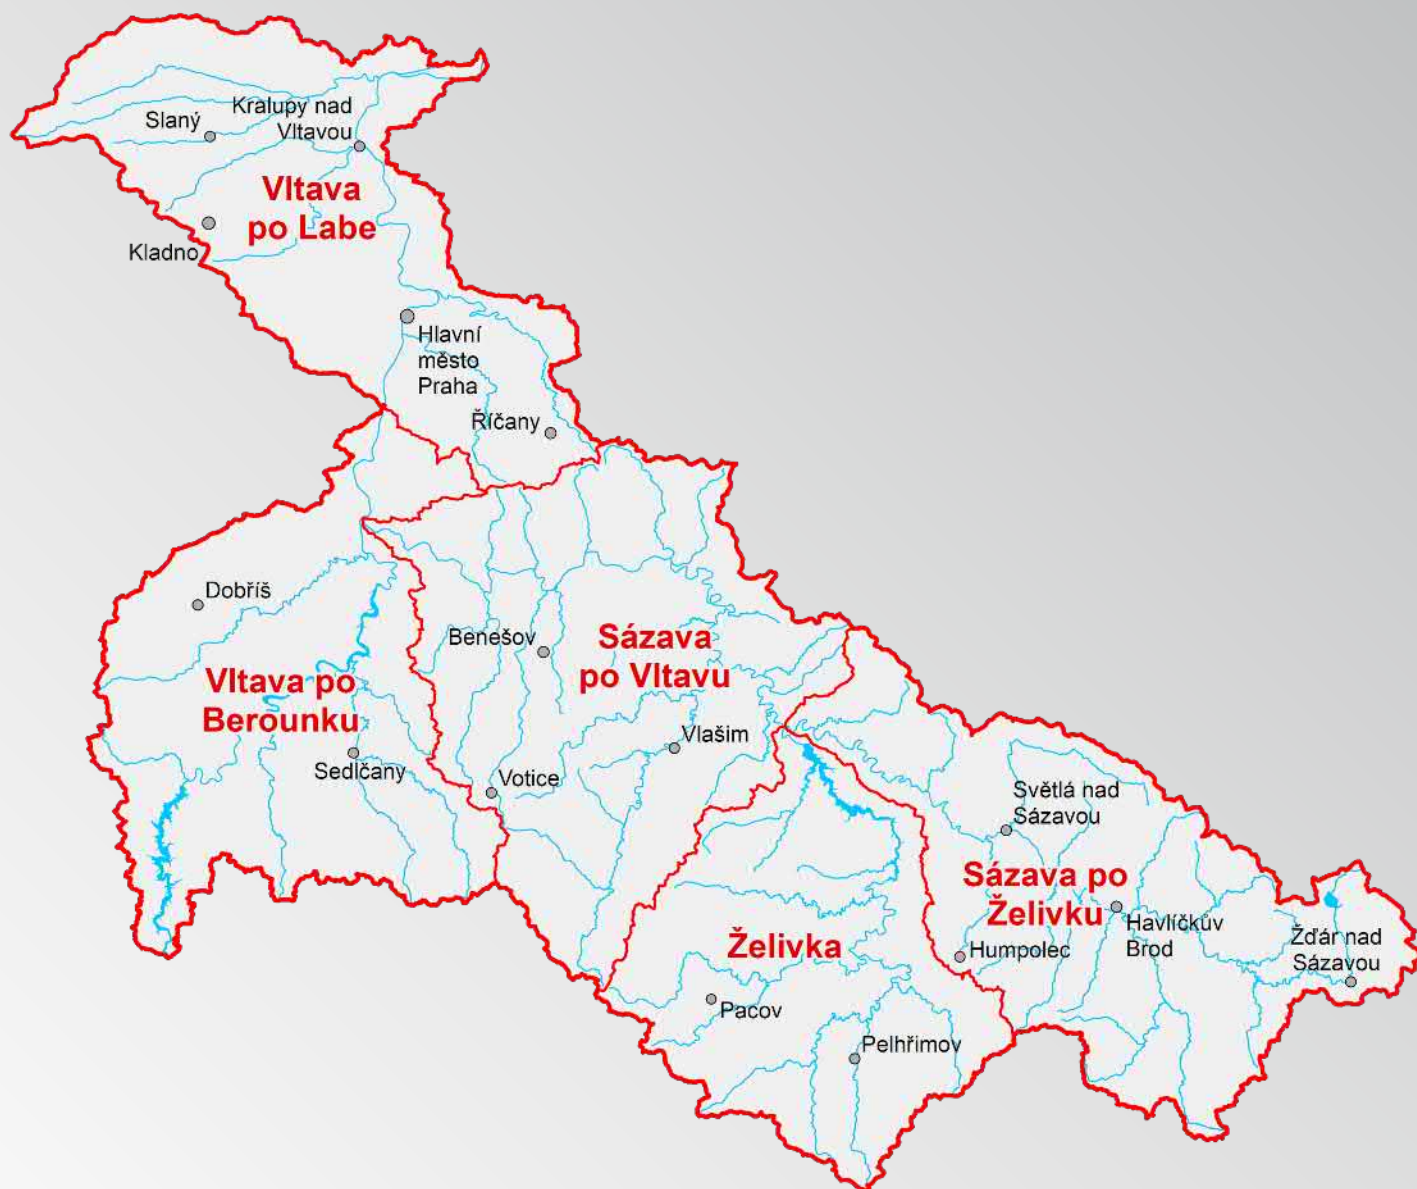 Slaný
Kralupy nad
Vltavou
Vltava
po Labe
Kladno
Hlavní
město
Praha
Říčany
Dobříš
Benešov
Sázava
po Vltavu
Vltava po
Berounku
Vlašim
Sedlčany
Votice
Světlá nad
Sázavou
Sázava po
Želivku
Havlíčkův
Brod
Želivka
Humpolec
Žďár nad
Sázavou
Pacov
Pelhřimov